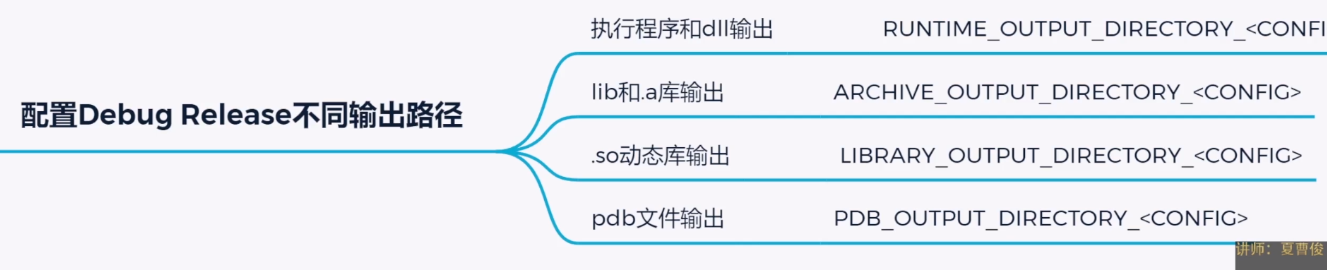 配置Debug Release不同输出路径
执行程序和dll输出 RUNTIME_OUTPUT_DIRECTORY_<CONFI
lib和.a库输出 ARCHIVE_OUTPUT_DIRECTORY_<CONFIG>
.so动态库输出 LIBRARY_OUTPUT_DIRECTORY_<CONFIG>
pdb文件输出 PDB_OUTPUT_DIRECTORY_<CONFIG>
讲师：夏曹俊